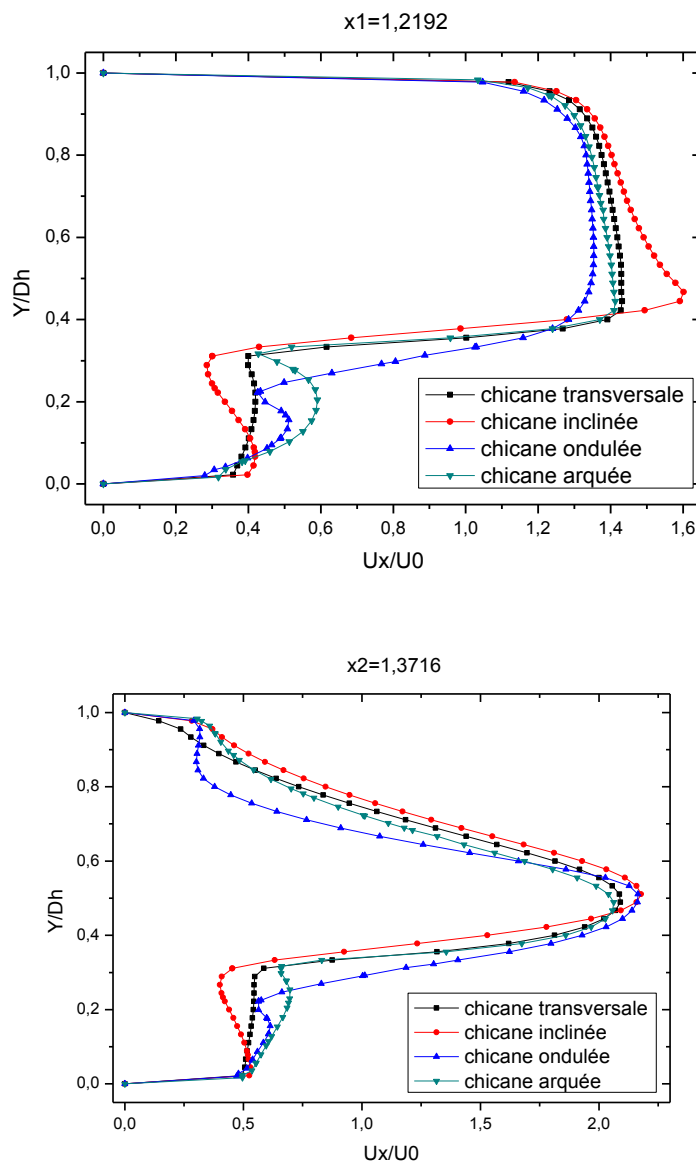 x1=1,2192
1,0
0,8
0,6
0,4
0,2
0,0
Y/Dh
chicane transversale
chicane inclinée
chicane ondulée
chicane arquée
0,0 0,2 0,4 0,6 0,8 1,0 1,2 1,4 1,6
Ux/U0
x2=1,3716
1,0
0,8
0,6
0,4
0,2
0,0
Y/Dh
chicane transversale
chicane inclinée
chicane ondulée
chicane arquée
0,0 0,5 1,0 1,5 2,0
Ux/U0